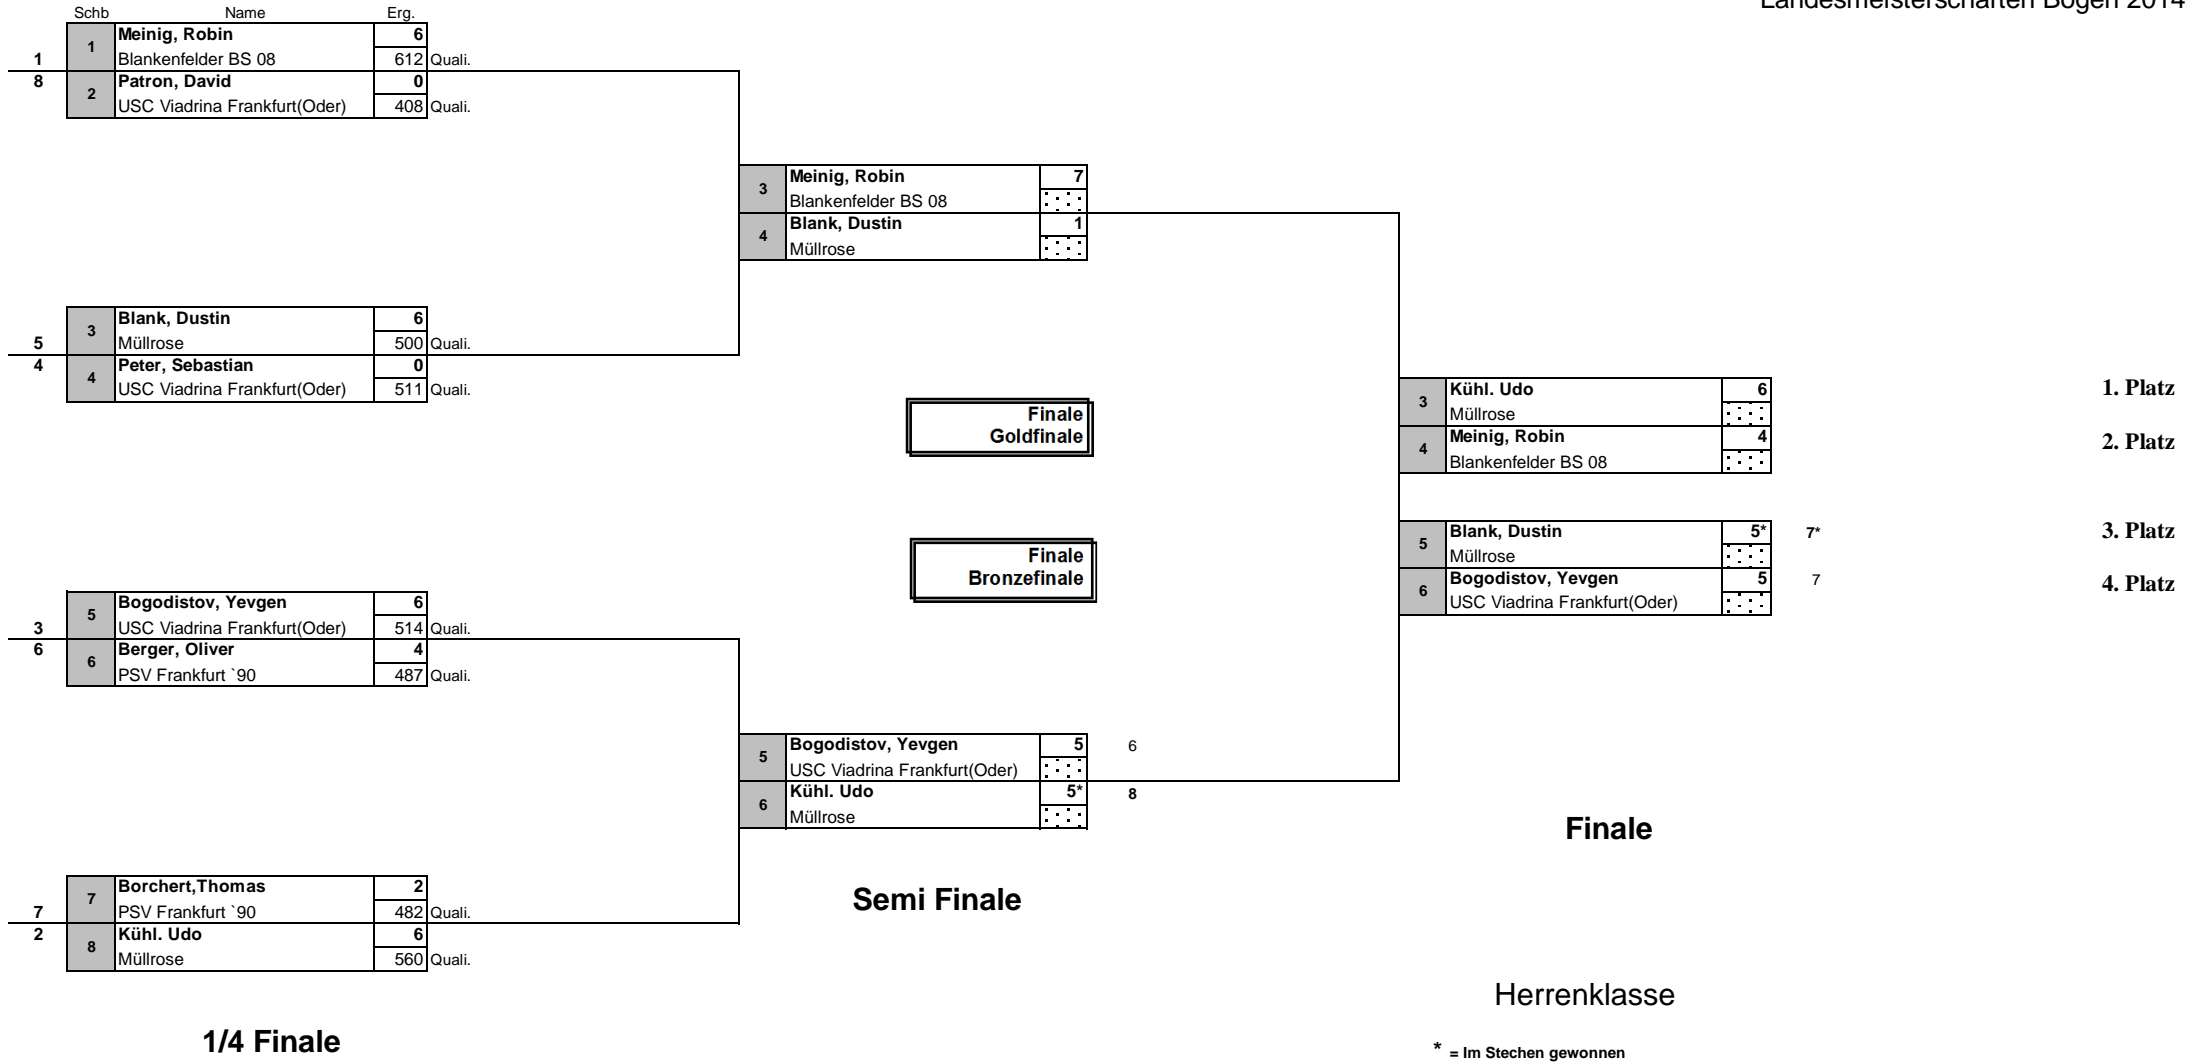 Landesmeisterschaften Bogen 2014
Schb Name Erg.
1 Meinig, Robin 6
1 Blankenfelder BS 08 612 Quali.
8 Patron, David 0
2 USC Viadrina Frankfurt(Oder) 408 Quali.
3 Meinig, Robin 7
Blankenfelder BS 08
4 Blank, Dustin 1
Müllrose
3 Blank, Dustin 6
5 Müllrose 500 Quali.
4 Peter, Sebastian 0
4 USC Viadrina Frankfurt(Oder) 511 Quali.
3 Kühl. Udo 6 1. Platz
Müllrose
4 Meinig, Robin 4 2. Platz
Blankenfelder BS 08
Finale
Goldfinale
5 Blank, Dustin 5* 7* 3. Platz
Müllrose
6 Bogodistov, Yevgen 5 7 4. Platz
USC Viadrina Frankfurt(Oder)
Finale
Bronzefinale
5 Bogodistov, Yevgen 6
3 USC Viadrina Frankfurt(Oder) 514 Quali.
6 Berger, Oliver 4
6 PSV Frankfurt `90 487 Quali.
5 Bogodistov, Yevgen 5 6
USC Viadrina Frankfurt(Oder)
6 Kühl. Udo 5* 8
Müllrose
Finale
7 Borchert,Thomas 2
7 PSV Frankfurt `90 482 Quali.
2 Kühl. Udo 6
8 Müllrose 560 Quali.
Semi Finale
Herrenklasse
1/4 Finale
* = Im Stechen gewonnen